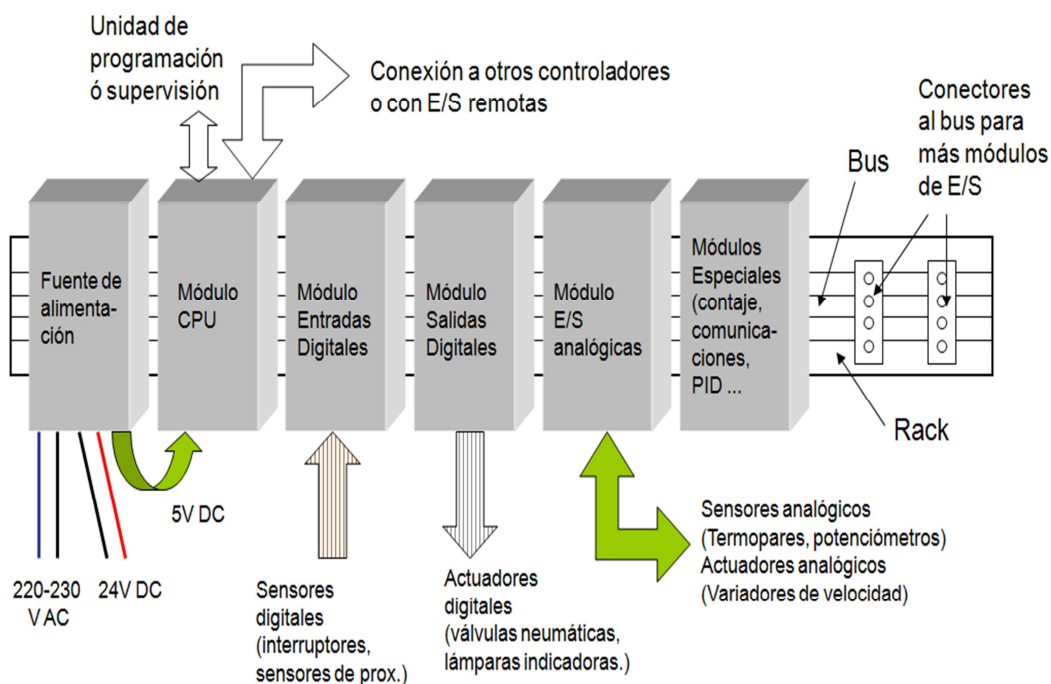 Unidad de
programación
ó supervisión
Conexión a otros controladores
o con E/S remotas
Conectores
al bus para
más módulos
de E/S
Bus
Fuente de
alimenta-
ción
Módulo
CPU
Módulo
Entradas
Digitales
Módulo
Salidas
Digitales
Módulo
E/S
analógicas
Módulos
Especiales
(contaje,
comunica-
ciones,
PID ...
Rack
5V DC
220-230
V AC
24V DC
Sensores
digitales
(interruptores,
sensores de prox.)
Actuadores
digitales
(válvulas neumáticas,
lámparas indicadoras.)
Sensores analógicos
(Termopares, potenciómetros)
Actuadores analógicos
(Variadores de velocidad)